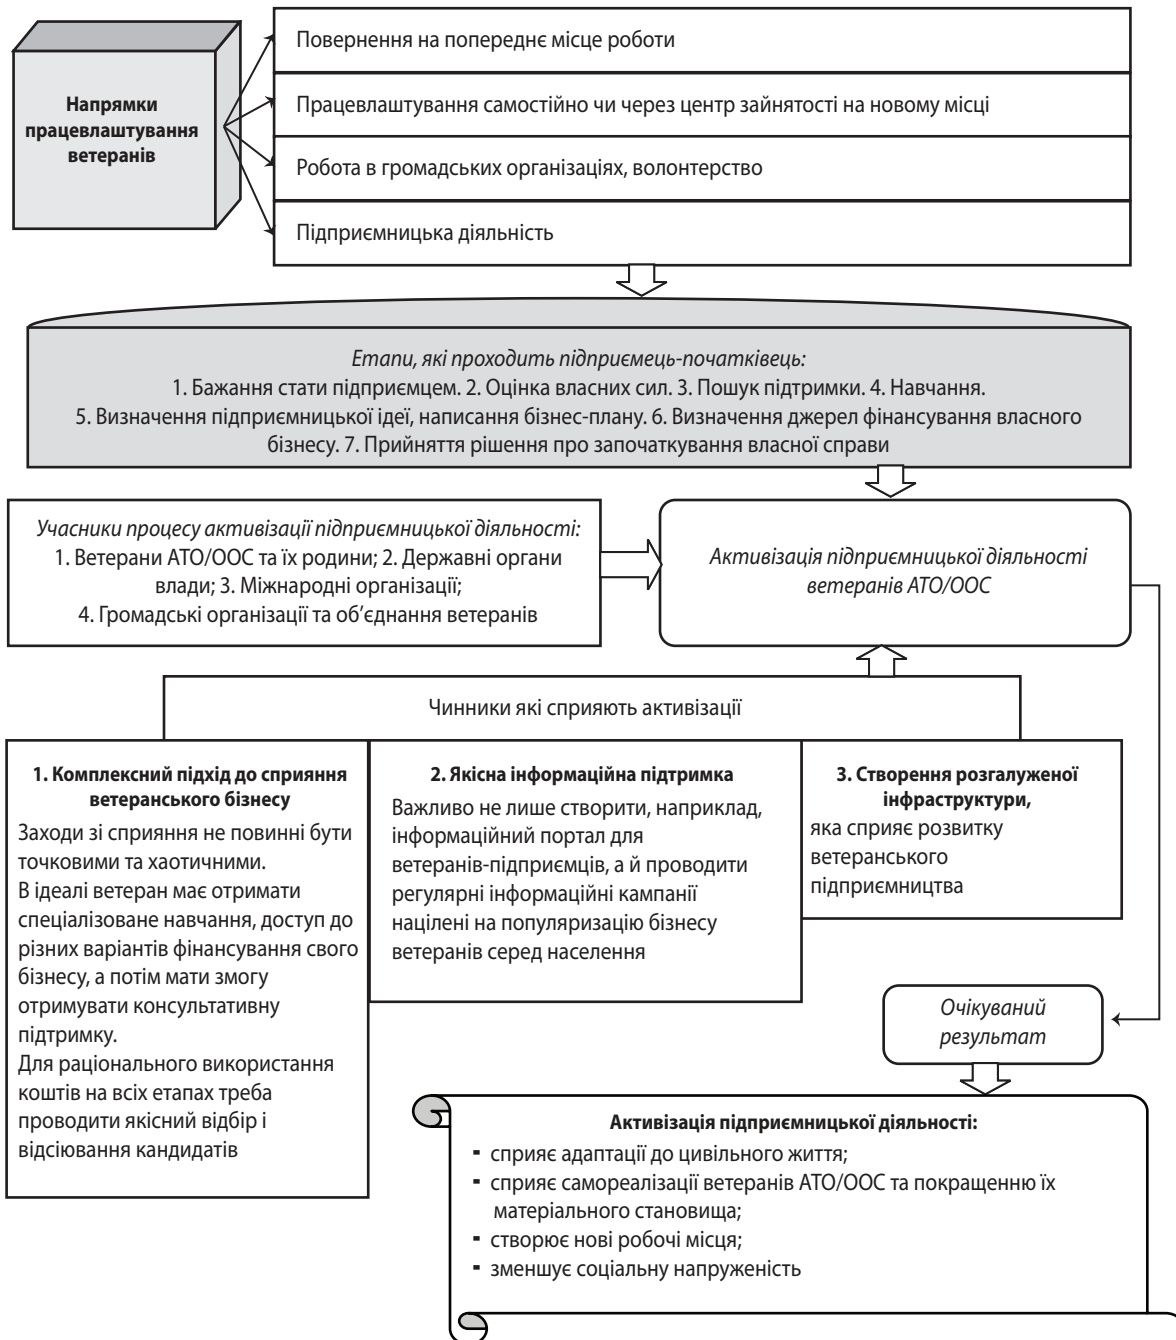 Напрямки
працевлаштування
ветеранів
Повернення на попереднє місце роботи
Працевлаштування самостійно чи через центр зайнятості на новому місці
Робота в громадських організаціях, волонтерство
Підприємницька діяльність
Етапи, які проходить підприємець-початківець:
1. Бажання стати підприємцем. 2. Оцінка власних сил. 3. Пошук підтримки. 4. Навчання.
5. Визначення підприємницької ідеї, написання бізнес-плану. 6. Визначення джерел фінансування власного
бізнесу. 7. Прийняття рішення про започаткування власної справи
Учасники процесу активізації підприємницької діяльності:
1. Ветерани АТО/ООС та їх родини; 2. Державні органи
влади; 3. Міжнародні організації;
4. Громадські організації та об’єднання ветеранів
Активізація підприємницької діяльності
ветеранів АТО/ООС
Чинники які сприяють активізації
1. Комплексний підхід до сприяння
ветеранського бізнесу
Заходи зі сприяння не повинні бути
точковими та хаотичними.
В ідеалі ветеран має отримати
спеціалізоване навчання, доступ до
різних варіантів фінансування свого
бізнесу, а потім мати змогу
отримувати консультативну
підтримку.
Для раціонального використання
коштів на всіх етапах треба
проводити якісний відбір і
відсіювання кандидатів
2. Якісна інформаційна підтримка
Важливо не лише створити, наприклад,
інформаційний портал для
ветеранів-підприємців, а й проводити
регулярні інформаційні кампанії
націлені на популяризацію бізнесу
ветеранів серед населення
3. Створення розгалуженої
інфраструктури,
яка сприяє розвитку
ветеранського
підприємництва
Очікуваний
результат
Активізація підприємницької діяльності:
- сприяє адаптації до цивільного життя;
- сприяє самореалізації ветеранів АТО/ООС та покращенню їх
матеріального становища;
- створює нові робочі місця;
- зменшує соціальну напруженість